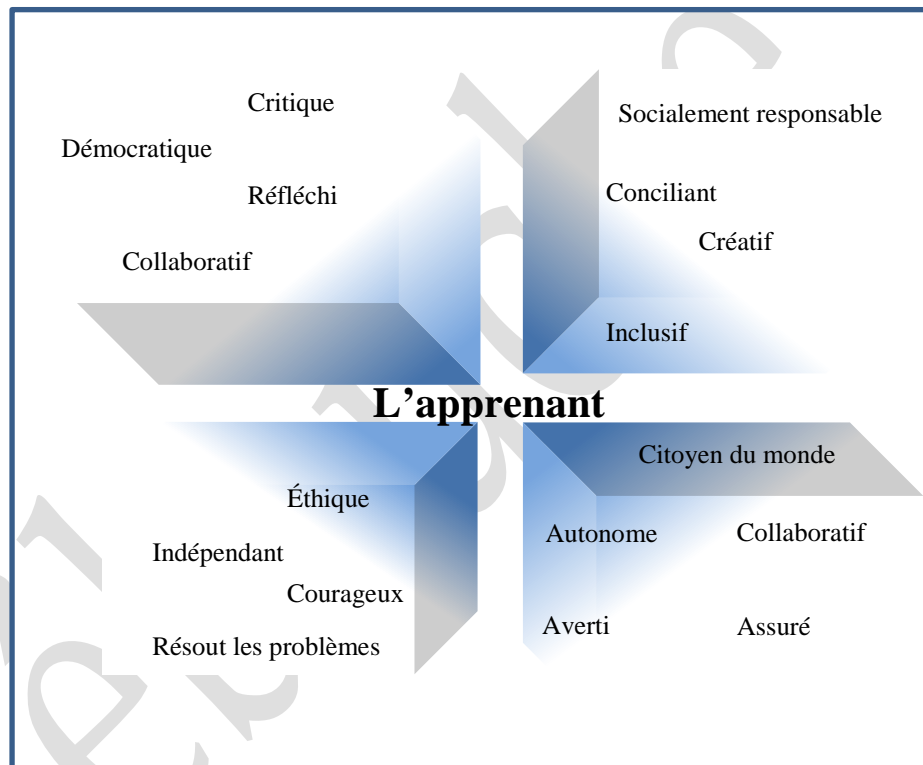 Critique
Socialement responsable
Démocratique
Réfléchi
Conciliant
Créatif
Collaboratif
Inclusif
L’apprenant
Citoyen du monde
Éthique
Autonome
Collaboratif
Indépendant
Courageux
Averti
Assuré
Résout les problèmes